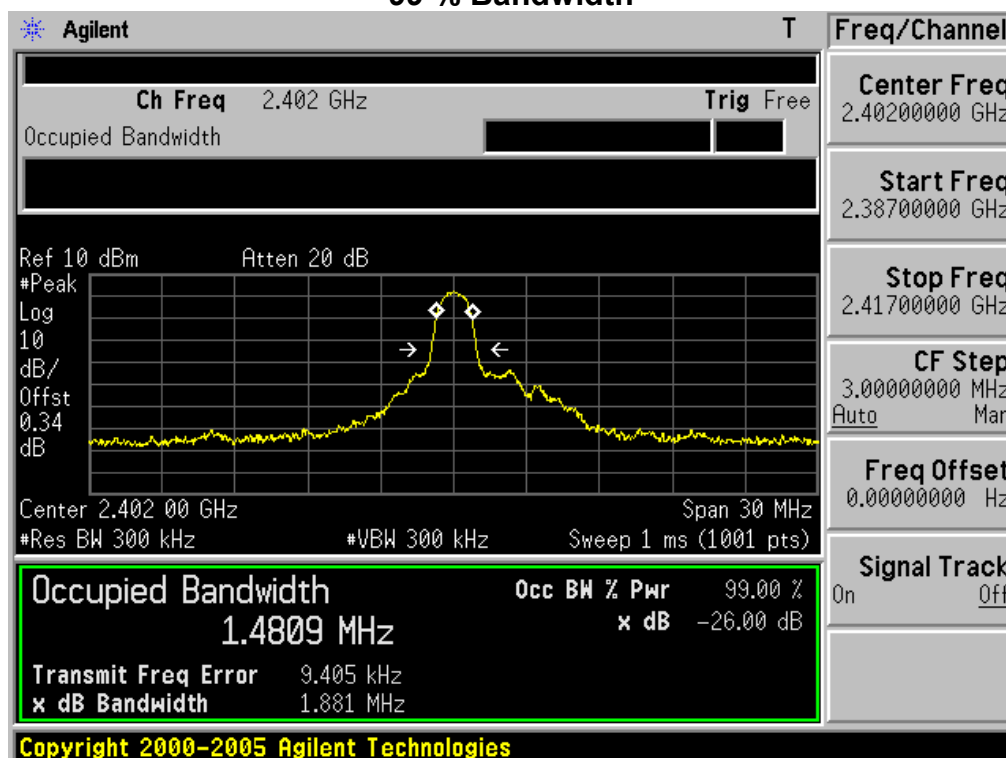 99 % Bandwidth
Agilent T
Ch Freq 2.402 GHz Trig Free
Occupied Bandwidth
Ref 10 dBm Atten 20 dB
#Peak
Log
10
dB/
Offst
0.34
dB
Center 2.402 00 GHz Span 30 MHz
#Res BW 300 kHz #VBW 300 kHz Sweep 1 ms (1001 pts)
Occupied Bandwidth
1.4809 MHz
Occ BW % Pwr 99.00 %
x dB -26.00 dB
Transmit Freq Error 9.405 kHz
x dB Bandwidth 1.881 MHz
Copyright 2000-2005 Agilent Technologies
Freq/Channel
Center Freq
2.40200000 GHz
Start Freq
2.38700000 GHz
Stop Freq
2.41700000 GHz
CF Step
3.00000000 MHz
Auto Man
Freq Offset
0.00000000 Hz
Signal Track
On Off